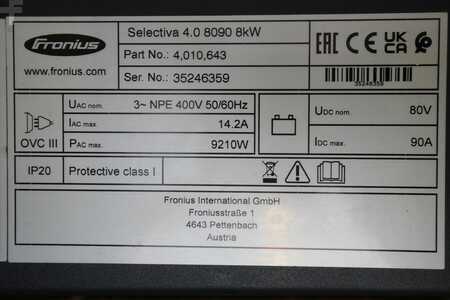 Fronius
www.fronius.com
Selectiva 4.0 8090 8kW
Part No.: 4,010,643
Ser. No.: 35246359
EAC CE UK CA
35246359
OVC III
UAC nom. 3~ NPE 400V 50/60Hz
IAC max. 14.2A
PAC max. 9210W
UDC nom. 80V
IDC max. 90A
IP20 Protective class I
Fronius International GmbH
Froniusstraße 1
4643 Pettenbach
Austria